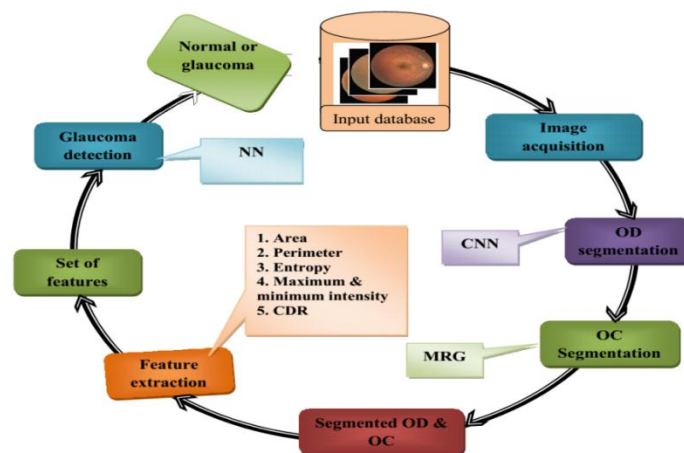 Normal or
glaucoma
Input database
Image
acquisition
CNN
OD
segmentation
MRG
OC
Segmentation
Segmented OD &
OC
Feature
extraction
1. Area
2. Perimeter
3. Entropy
4. Maximum &
minimum intensity
5. CDR
Set of
features
Glaucoma
detection
NN